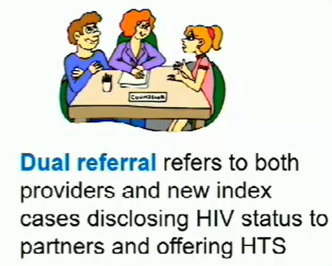 COUNSELOR
Dual referral refers to both
providers and new index
cases disclosing HIV status to
partners and offering HTS